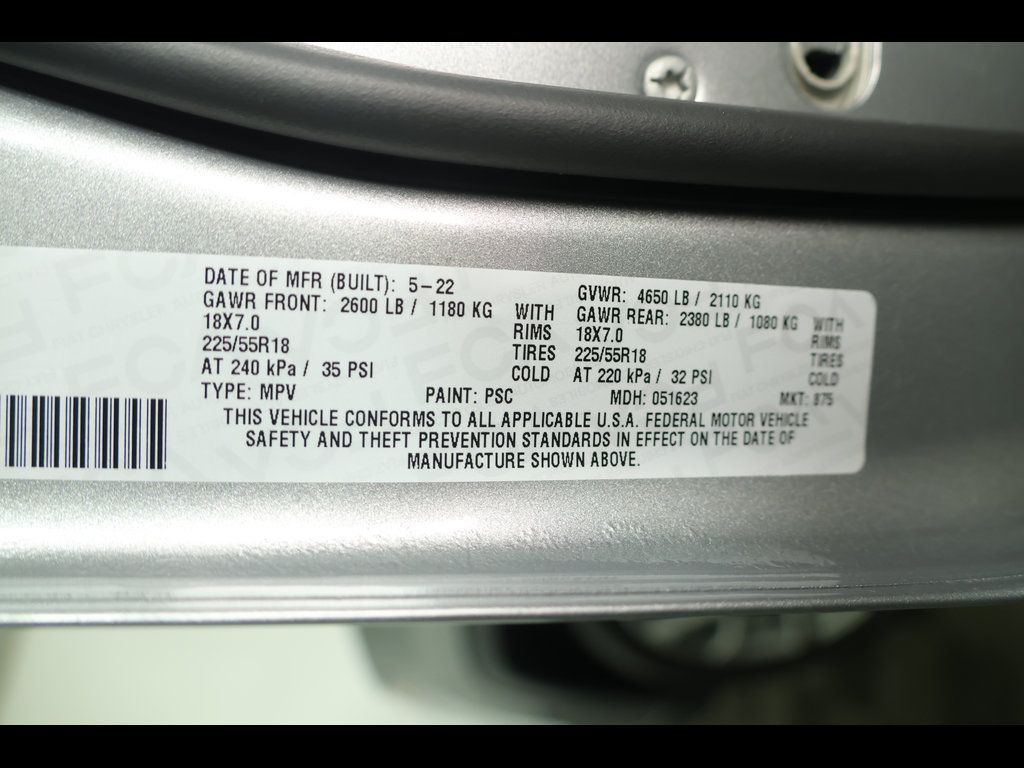 DATE OF MFR (BUILT): 5-22 GVWR: 4650 LB / 2110 KG
GAWR FRONT: 2600 LB / 1180 KG WITH GAWR REAR: 2380 LB / 1080 KG WITH
18X7.0 RIMS 18X7.0 RIMS
225/55R18 TIRES 225/55R18 TIRES
AT 240 kPa / 35 PSI COLD AT 220 kPa / 32 PSI COLD
TYPE: MPV PAINT: PSC MDH: 051623 MKT: 875
THIS VEHICLE CONFORMS TO ALL APPLICABLE U.S.A. FEDERAL MOTOR VEHICLE
SAFETY AND THEFT PREVENTION STANDARDS IN EFFECT ON THE DATE OF
MANUFACTURE SHOWN ABOVE.